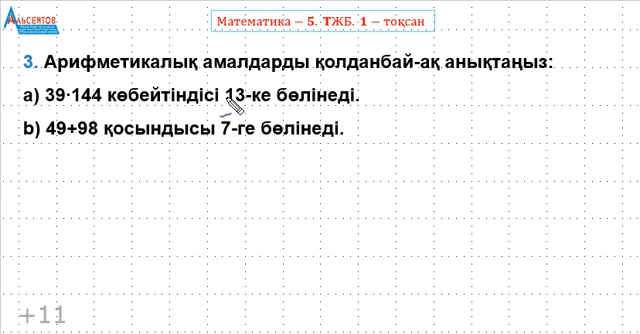 АЛЬСЕЙТОВ
Математика – 5. ТЖБ. 1 – тоқсан
3. Арифметикалық амалдарды қолданбай-ақ анықтаңыз:
a) 39·144 көбейтіндісі 13-ке бөлінеді.
b) 49+98 қосындысы 7-ге бөлінеді.
+11